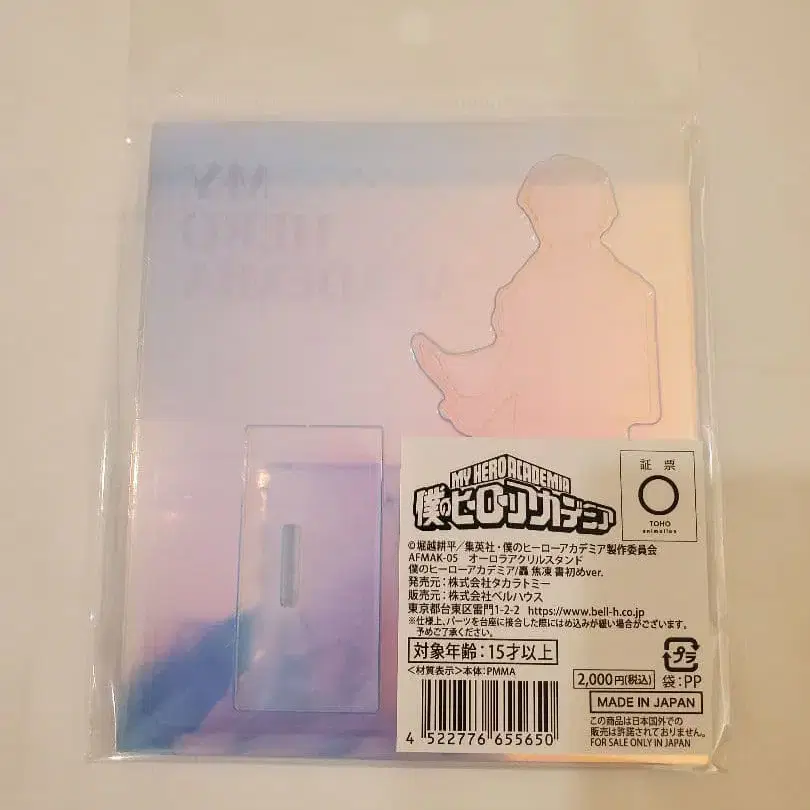 MY
HERO
ACADEMIA
MY HERO ACADEMIA
僕のヒーローアカデミア
証 票
TOHO
animation
©堀越耕平／集英社・僕のヒーローアカデミア製作委員会
AFMAK-05 オーロラアクリルスタンド
僕のヒーローアカデミア/轟 焦凍 書初めver.
発売元：株式会社タカラトミー
販売元：株式会社ベルハウス
東京都台東区雷門1-2-2 https://www.bell-h.co.jp
※仕様上、パーツを台座に接合した際にはめ込みが緩い場合がございます。
予めご了承ください。
対象年齢：15才以上
プラ
<材質表示>本体：PMMA
2,000円(税込) 袋：PP
MADE IN JAPAN
この商品は日本国外での
販売は許諾されておりません。
FOR SALE ONLY IN JAPAN
4 522776 655650